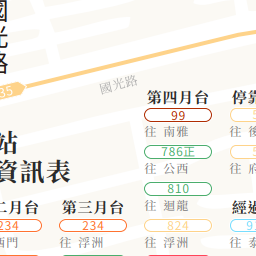 國光路
35
國光路
站
資訊表
第四月台
99
往 南雅
786正
往 公西
810
往 迴龍
824
往 浮洲
第三月台
234
往 浮洲
二月台
234
西門
停靠
往 後
往 府
經過
9
往 泰